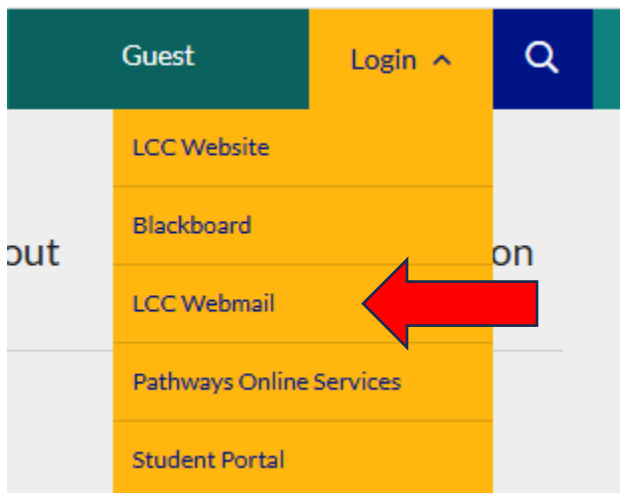 Guest
Login
LCC Website
Blackboard
out
on
LCC Webmail
Pathways Online Services
Student Portal